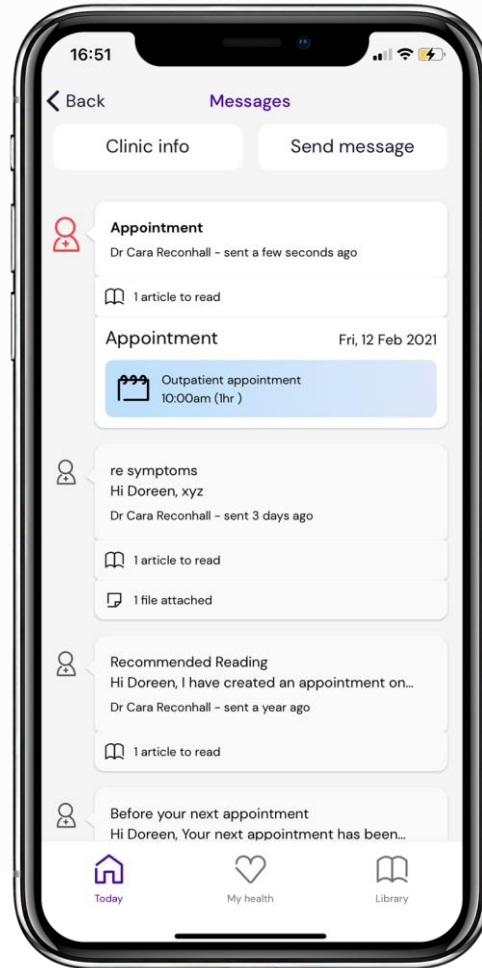 16:51
Back
Messages
Clinic info
Send message
Appointment
Dr Cara Reconhall – sent a few seconds ago
1 article to read
Appointment
Fri, 12 Feb 2021
Outpatient appointment
10:00am (1hr )
re symptoms
Hi Doreen, xyz
Dr Cara Reconhall – sent 3 days ago
1 article to read
1 file attached
Recommended Reading
Hi Doreen, I have created an appointment on...
Dr Cara Reconhall – sent a year ago
1 article to read
Before your next appointment
Hi Doreen, Your next appointment has been...
Today
My health
Library